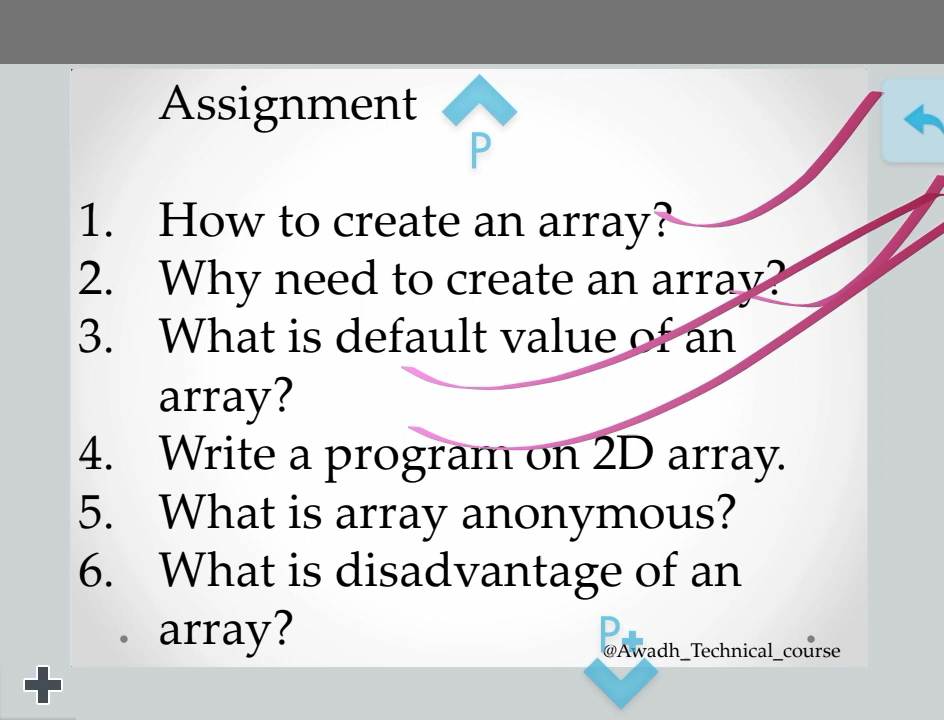 Assignment
P
1. How to create an array?
2. Why need to create an array?
3. What is default value of an
array?
4. Write a program on 2D array.
5. What is array anonymous?
6. What is disadvantage of an
array?
P+
@Awadh_Technical_course